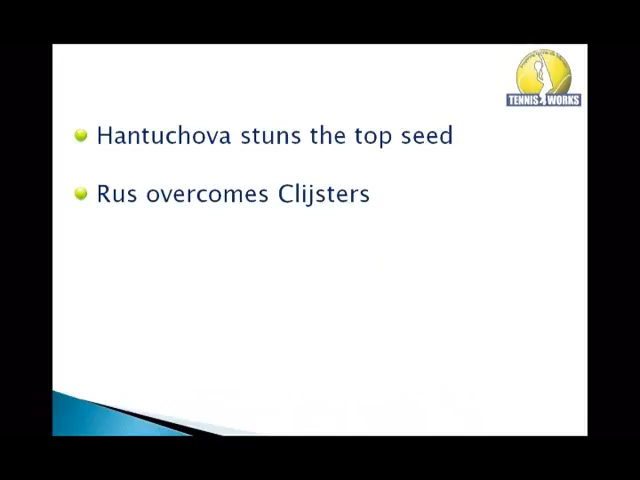 TENNIS WORKS
Hantuchova stuns the top seed
Rus overcomes Clijsters